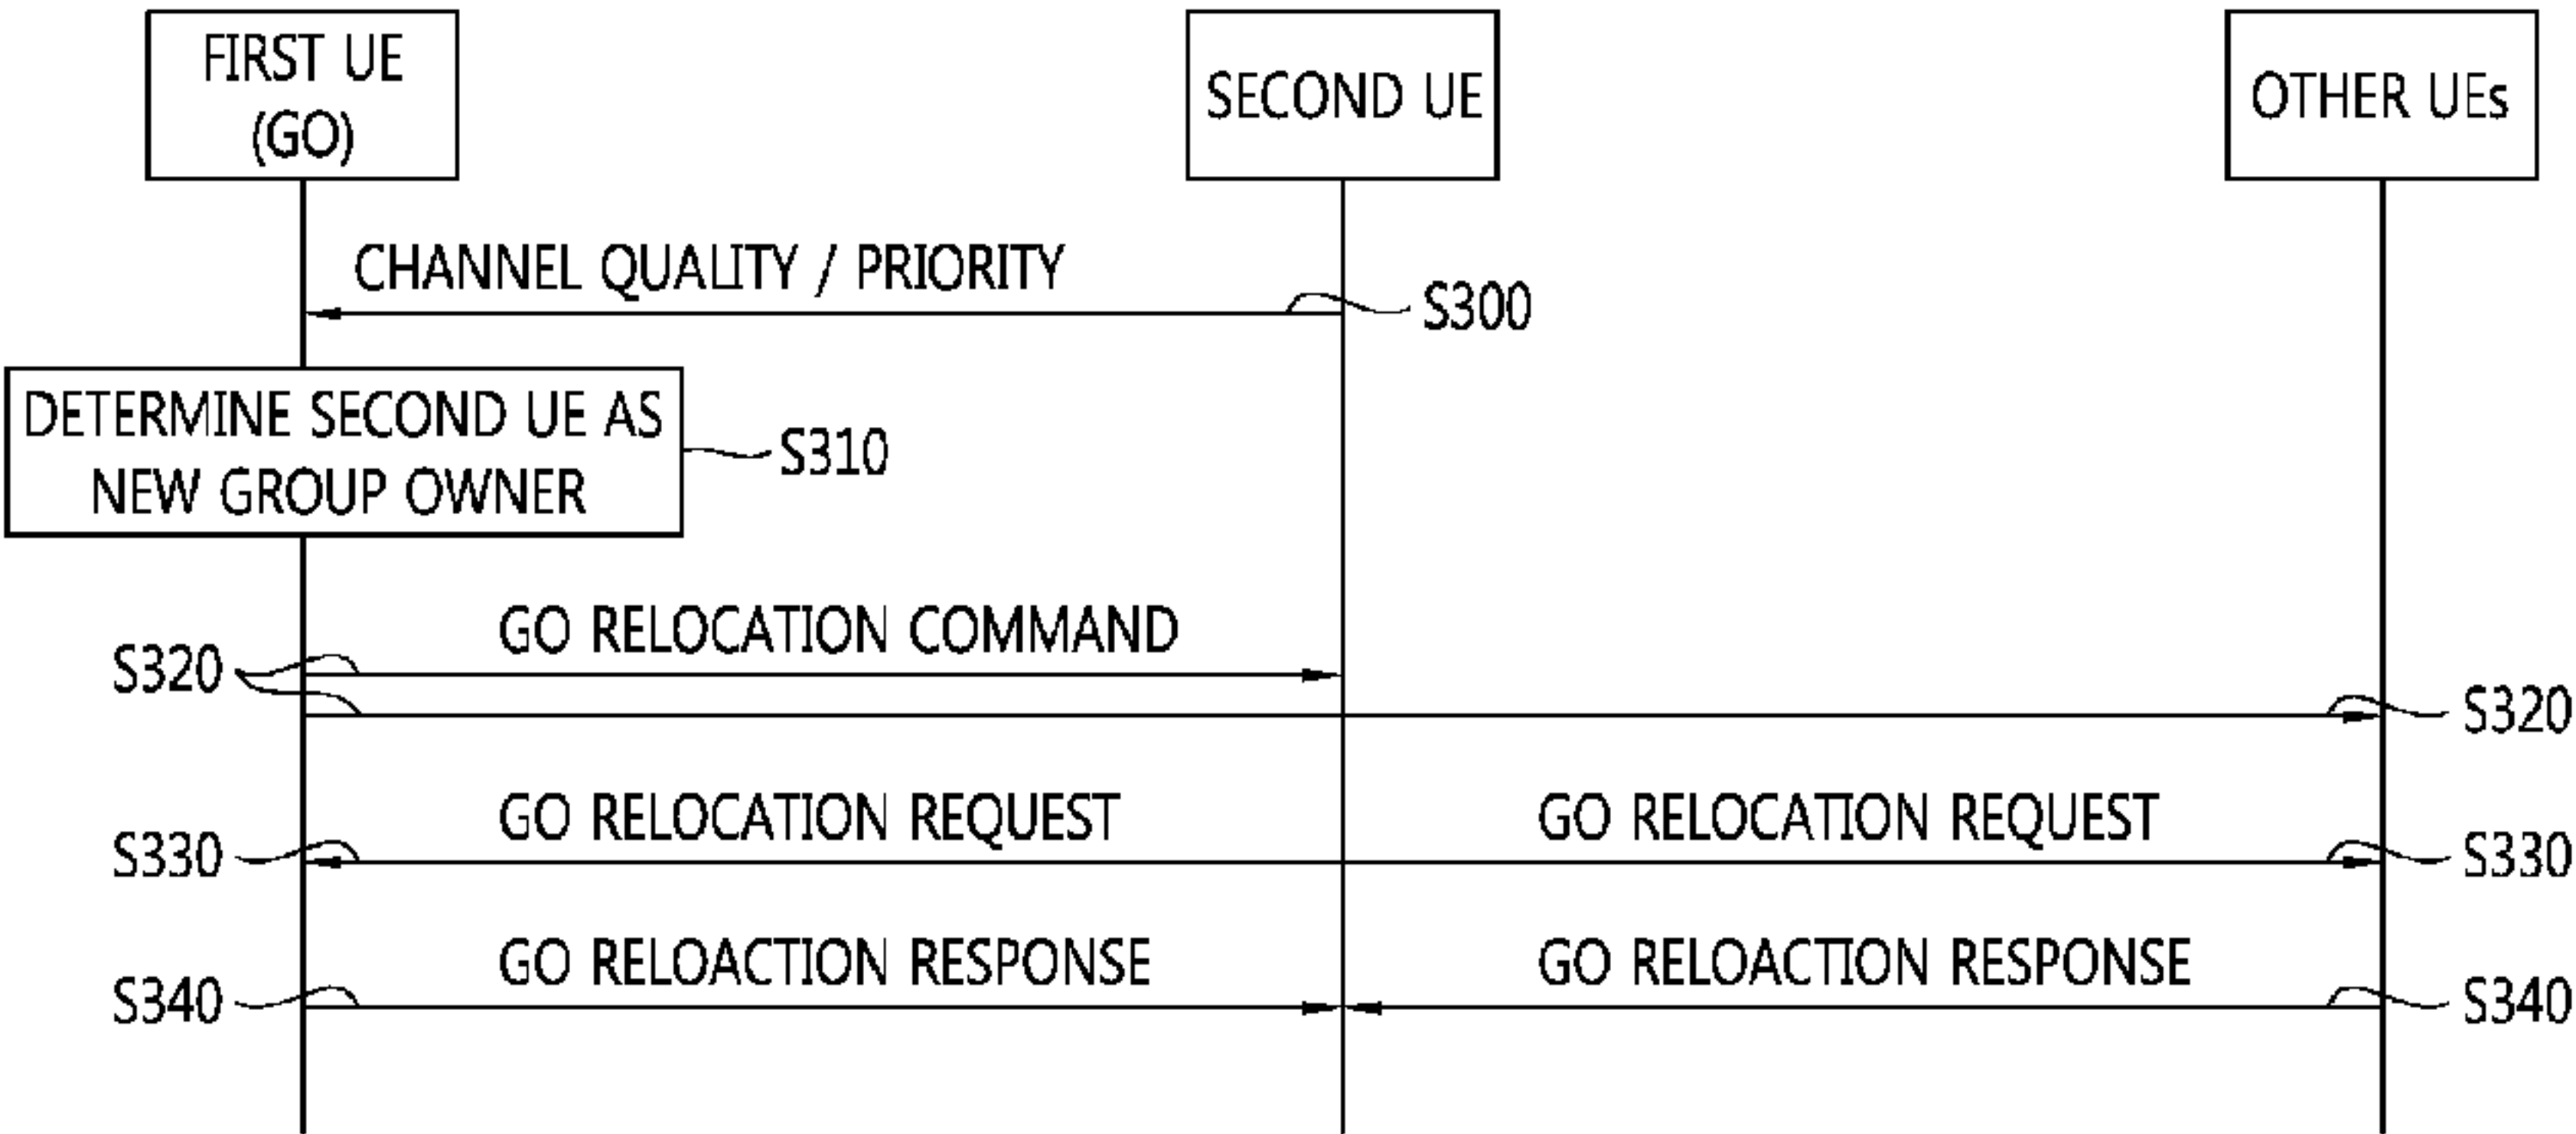 FIRST UE
(GO)
SECOND UE
OTHER UEs
CHANNEL QUALITY / PRIORITY
S300
DETERMINE SECOND UE AS
NEW GROUP OWNER
S310
GO RELOCATION COMMAND
S320
S320
GO RELOCATION REQUEST
GO RELOCATION REQUEST
S330
S330
GO RELOACTION RESPONSE
GO RELOACTION RESPONSE
S340
S340